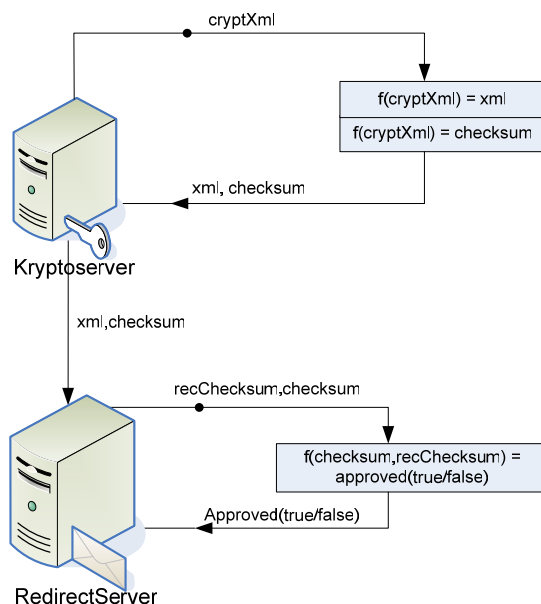 cryptXml
f(cryptXml) = xml
f(cryptXml) = checksum
xml, checksum
Kryptoserver
xml,checksum
recChecksum,checksum
f(checksum,recChecksum) =
approved(true/false)
Approved(true/false)
RedirectServer